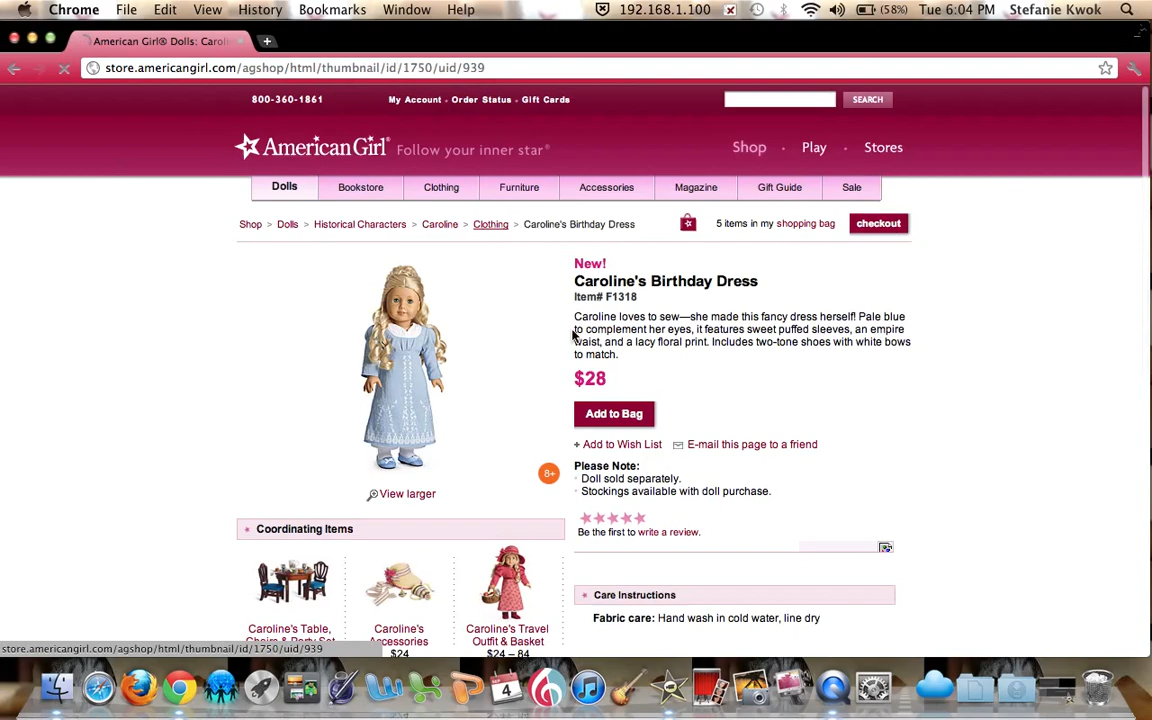 Chrome File Edit View History Bookmarks Window Help 192.168.1.100 (58%) Tue 6:04 PM Stefanie Kwok
American Girl® Dolls: Carol
store.americangirl.com/agshop/html/thumbnail/id/1750/uid/939
800-360-1861 My Account Order Status Gift Cards SEARCH
American Girl® Follow your inner star® Shop Play Stores
Dolls Bookstore Clothing Furniture Accessories Magazine Gift Guide Sale
Shop > Dolls > Historical Characters > Caroline > Clothing > Caroline's Birthday Dress 5 items in my shopping bag checkout
New!
Caroline's Birthday Dress
Item# F1318
Caroline loves to sew—she made this fancy dress herself! Pale blue
to complement her eyes, it features sweet puffed sleeves, an empire
waist, and a lacy floral print. Includes two-tone shoes with white bows
to match.
$28
Add to Bag
+ Add to Wish List E-mail this page to a friend
Please Note:
Doll sold separately.
Stockings available with doll purchase.
8+
View larger
Be the first to write a review.
Coordinating Items
Caroline's Table,
Chairs & Party Set
Caroline's
Accessories
$24
Caroline's Travel
Outfit & Basket
$24 – 84
Care Instructions
Fabric care: Hand wash in cold water, line dry
store.americangirl.com/agshop/html/thumbnail/id/1750/uid/939
4